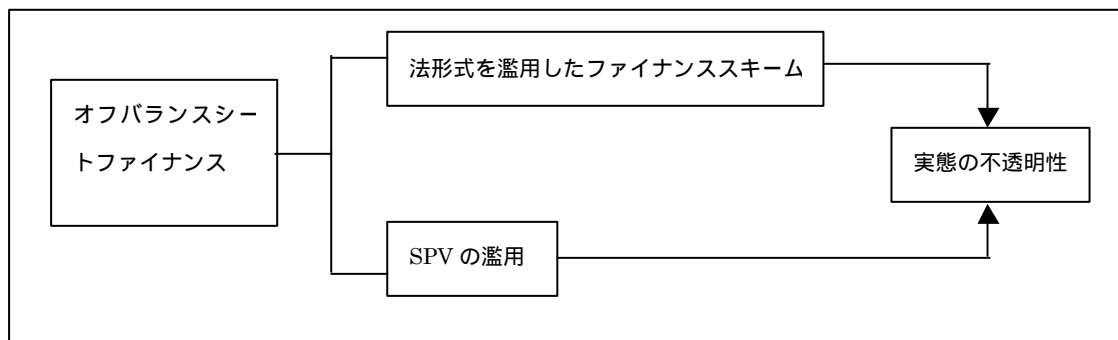 法形式を濫用したファイナンススキーム
オフバランスシー
トファイナンス
実態の不透明性
SPV の濫用